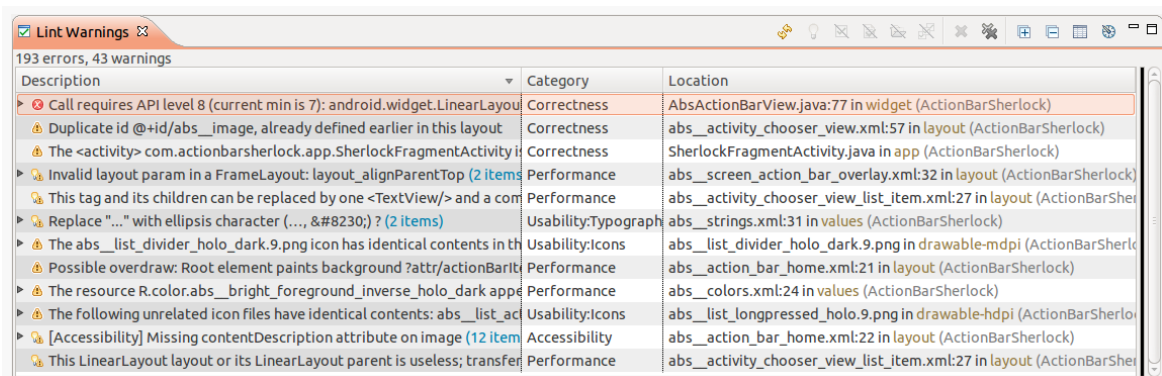 Lint Warnings
193 errors, 43 warnings
Description Category Location
Call requires API level 8 (current min is 7): android.widget.LinearLayou Correctness AbsActionBarView.java:77 in widget (ActionBarSherlock)
Duplicate id @+id/abs__image, already defined earlier in this layout Correctness abs__activity_chooser_view.xml:57 in layout (ActionBarSherlock)
The <activity> com.actionbarsherlock.app.SherlockFragmentActivity is Correctness SherlockFragmentActivity.java in app (ActionBarSherlock)
Invalid layout param in a FrameLayout: layout_alignParentTop (2 items Performance abs__screen_action_bar_overlay.xml:32 in layout (ActionBarSherlock)
This tag and its children can be replaced by one <TextView/> and a com Performance abs__activity_chooser_view_list_item.xml:27 in layout (ActionBarSher
Replace "..." with ellipsis character (…, &#8230;) ? (2 items) Usability:Typograph abs__strings.xml:31 in values (ActionBarSherlock)
The abs__list_divider_holo_dark.9.png icon has identical contents in th Usability:Icons abs__list_divider_holo_dark.9.png in drawable-mdpi (ActionBarSherlo
Possible overdraw: Root element paints background ?attr/actionBarIte Performance abs__action_bar_home.xml:21 in layout (ActionBarSherlock)
The resource R.color.abs__bright_foreground_inverse_holo_dark appe Performance abs__colors.xml:24 in values (ActionBarSherlock)
The following unrelated icon files have identical contents: abs__list_act Usability:Icons abs__list_longpressed_holo.9.png in drawable-hdpi (ActionBarSherlo
[Accessibility] Missing contentDescription attribute on image (12 item Accessibility abs__action_bar_home.xml:22 in layout (ActionBarSherlock)
This LinearLayout layout or its LinearLayout parent is useless; transfer Performance abs__activity_chooser_view_list_item.xml:27 in layout (ActionBarSher